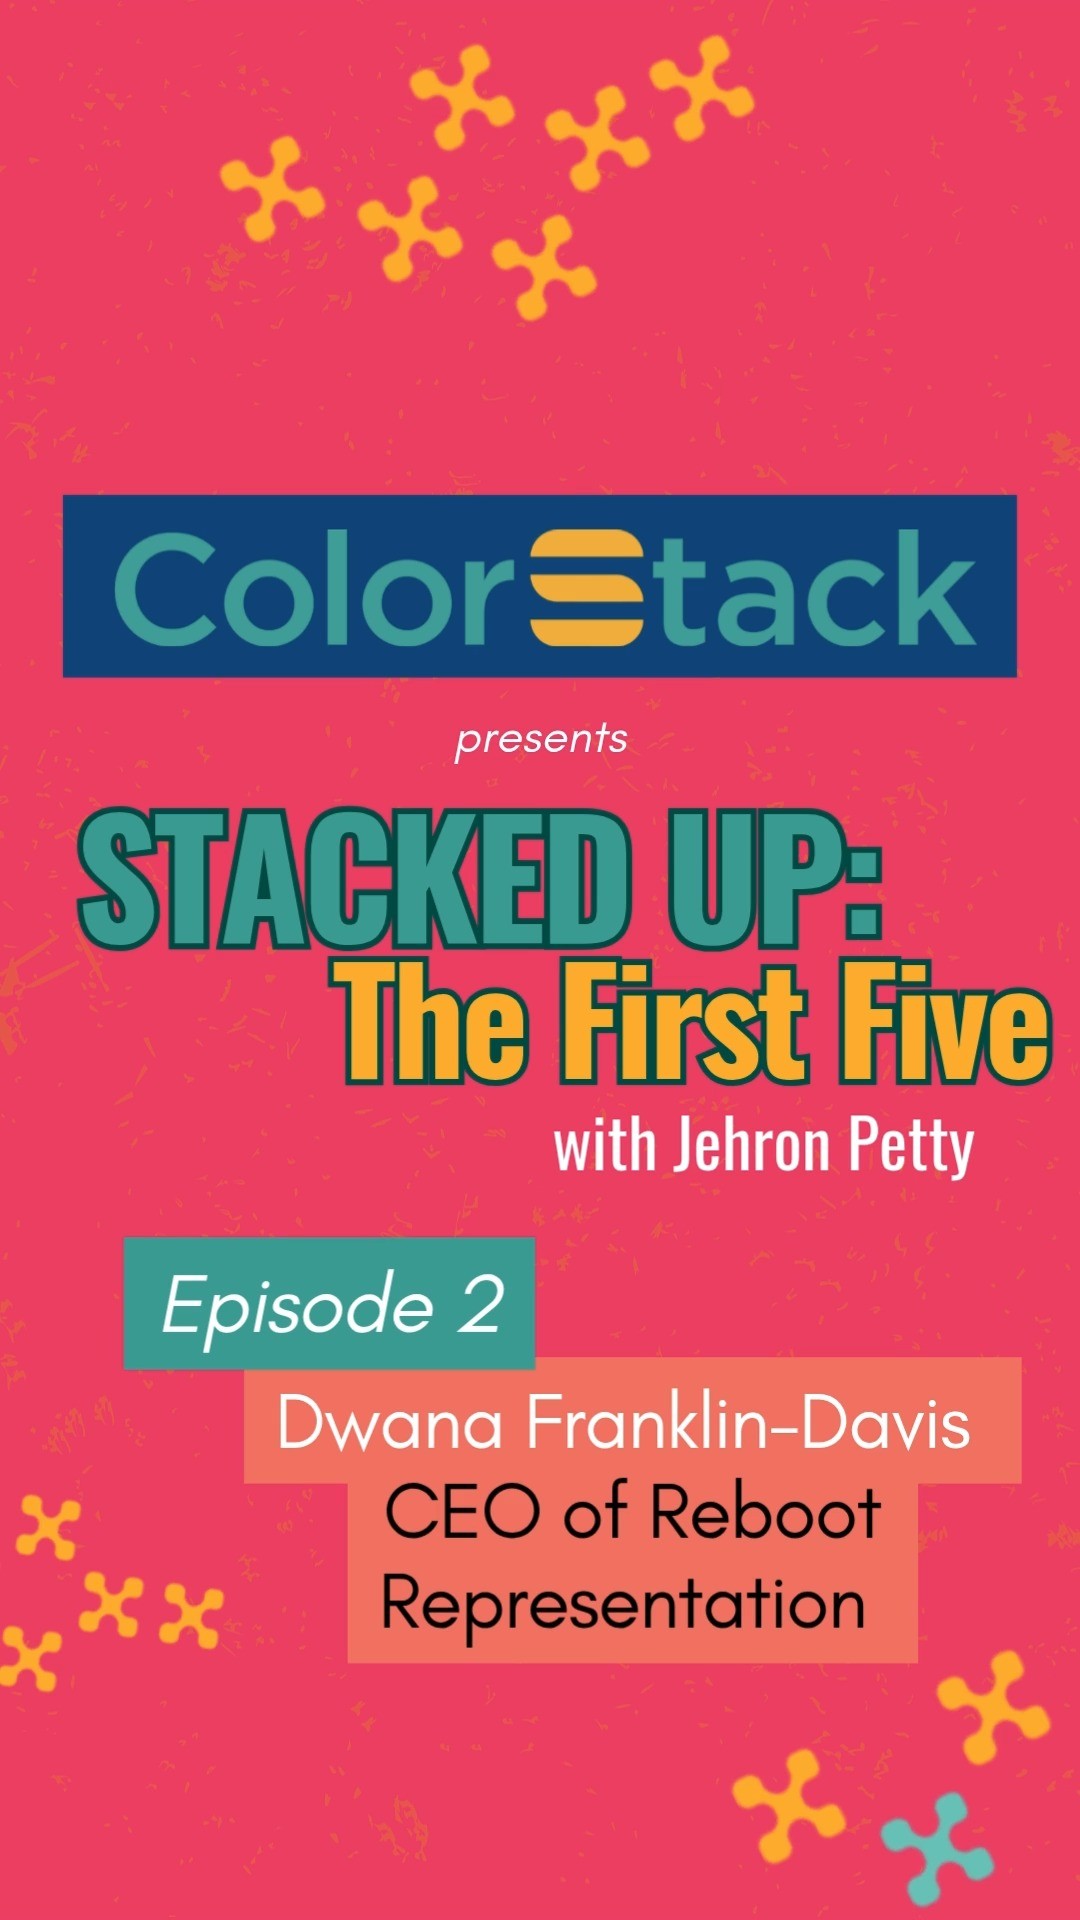 ColorStack
presents
STACKED UP:
The First Five
with Jehron Petty
Episode 2
Dwana Franklin-Davis
CEO of Reboot
Representation